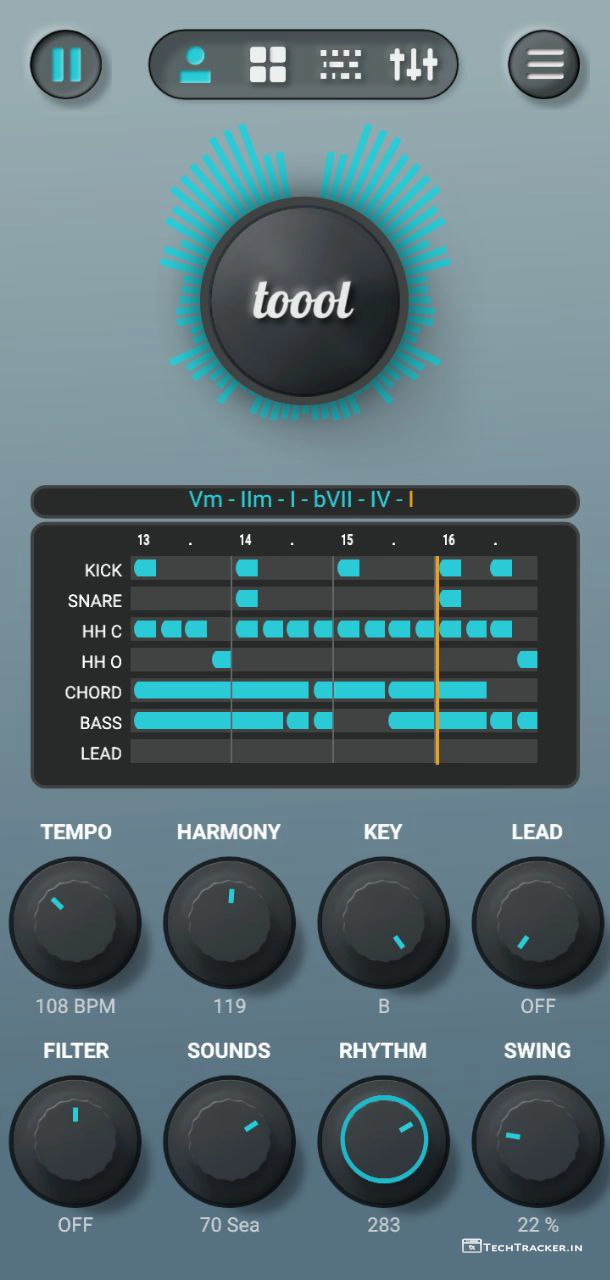 toool
Vm - IIm - I - bVII - IV - I
13 . 14 . 15 . 16 .
KICK
SNARE
HH C
HH O
CHORD
BASS
LEAD
TEMPO HARMONY KEY LEAD
108 BPM 119 B OFF
FILTER SOUNDS RHYTHM SWING
OFF 70 Sea 283 22 %
TECHTRACKER.IN